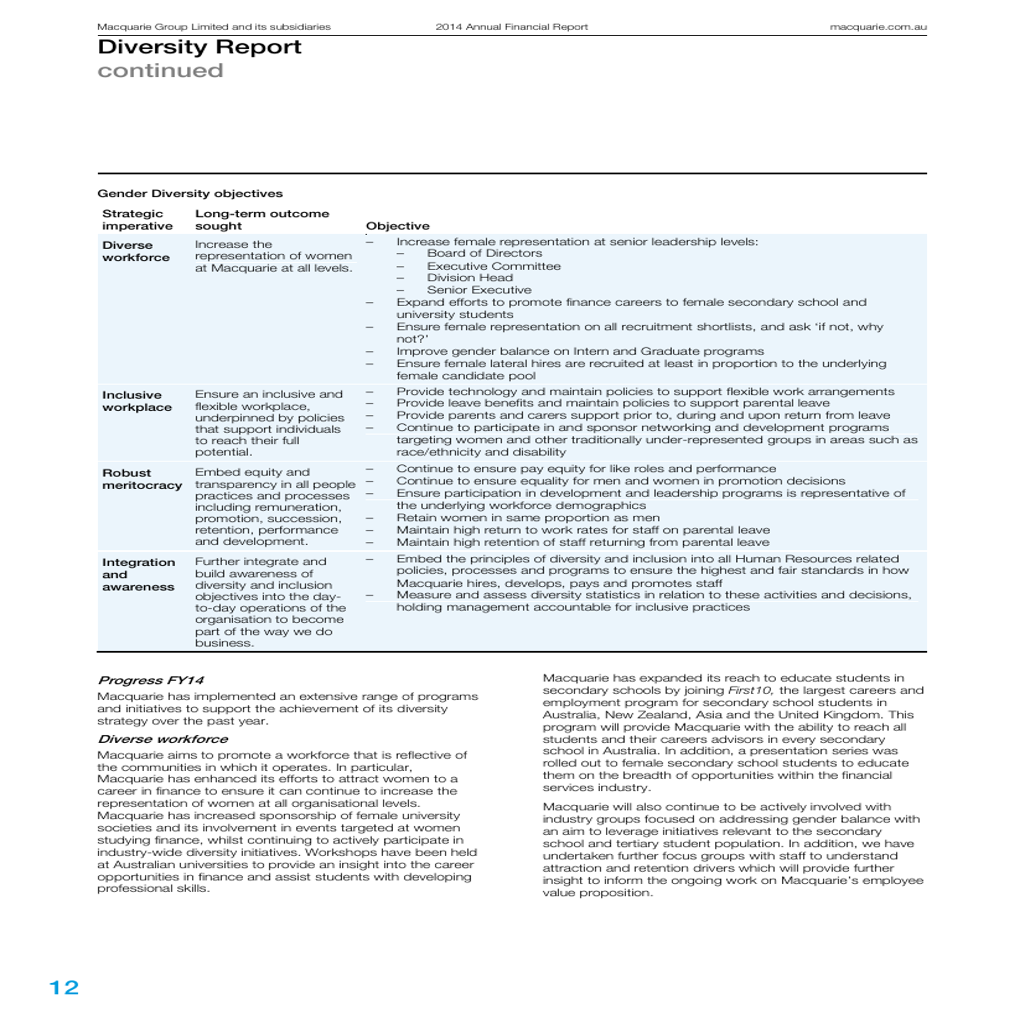 Macquarie Group Limited and its subsidiaries 2014 Annual Financial Report macquarie.com.au
Diversity Report
continued
Gender Diversity objectives
Strategic
imperative
Long-term outcome
sought
Objective
Diverse
workforce
Increase the
representation of women
at Macquarie at all levels.
– Increase female representation at senior leadership levels:
– Board of Directors
– Executive Committee
– Division Head
– Senior Executive
– Expand efforts to promote finance careers to female secondary school and
university students
– Ensure female representation on all recruitment shortlists, and ask ‘if not, why
not?’
– Improve gender balance on Intern and Graduate programs
– Ensure female lateral hires are recruited at least in proportion to the underlying
female candidate pool
Inclusive
workplace
Ensure an inclusive and
flexible workplace,
underpinned by policies
that support individuals
to reach their full
potential.
– Provide technology and maintain policies to support flexible work arrangements
– Provide leave benefits and maintain policies to support parental leave
– Provide parents and carers support prior to, during and upon return from leave
– Continue to participate in and sponsor networking and development programs
targeting women and other traditionally under-represented groups in areas such as
race/ethnicity and disability
Robust
meritocracy
Embed equity and
transparency in all people
practices and processes
including remuneration,
promotion, succession,
retention, performance
and development.
– Continue to ensure pay equity for like roles and performance
– Continue to ensure equality for men and women in promotion decisions
– Ensure participation in development and leadership programs is representative of
the underlying workforce demographics
– Retain women in same proportion as men
– Maintain high return to work rates for staff on parental leave
– Maintain high retention of staff returning from parental leave
Integration
and
awareness
Further integrate and
build awareness of
diversity and inclusion
objectives into the day-
to-day operations of the
organisation to become
part of the way we do
business.
– Embed the principles of diversity and inclusion into all Human Resources related
policies, processes and programs to ensure the highest and fair standards in how
Macquarie hires, develops, pays and promotes staff
– Measure and assess diversity statistics in relation to these activities and decisions,
holding management accountable for inclusive practices
Progress FY14
Macquarie has implemented an extensive range of programs
and initiatives to support the achievement of its diversity
strategy over the past year.
Diverse workforce
Macquarie aims to promote a workforce that is reflective of
the communities in which it operates. In particular,
Macquarie has enhanced its efforts to attract women to a
career in finance to ensure it can continue to increase the
representation of women at all organisational levels.
Macquarie has increased sponsorship of female university
societies and its involvement in events targeted at women
studying finance, whilst continuing to actively participate in
industry-wide diversity initiatives. Workshops have been held
at Australian universities to provide an insight into the career
opportunities in finance and assist students with developing
professional skills.
Macquarie has expanded its reach to educate students in
secondary schools by joining First10, the largest careers and
employment program for secondary school students in
Australia, New Zealand, Asia and the United Kingdom. This
program will provide Macquarie with the ability to reach all
students and their careers advisors in every secondary
school in Australia. In addition, a presentation series was
rolled out to female secondary school students to educate
them on the breadth of opportunities within the financial
services industry.
Macquarie will also continue to be actively involved with
industry groups focused on addressing gender balance with
an aim to leverage initiatives relevant to the secondary
school and tertiary student population. In addition, we have
undertaken further focus groups with staff to understand
attraction and retention drivers which will provide further
insight to inform the ongoing work on Macquarie’s employee
value proposition.
12